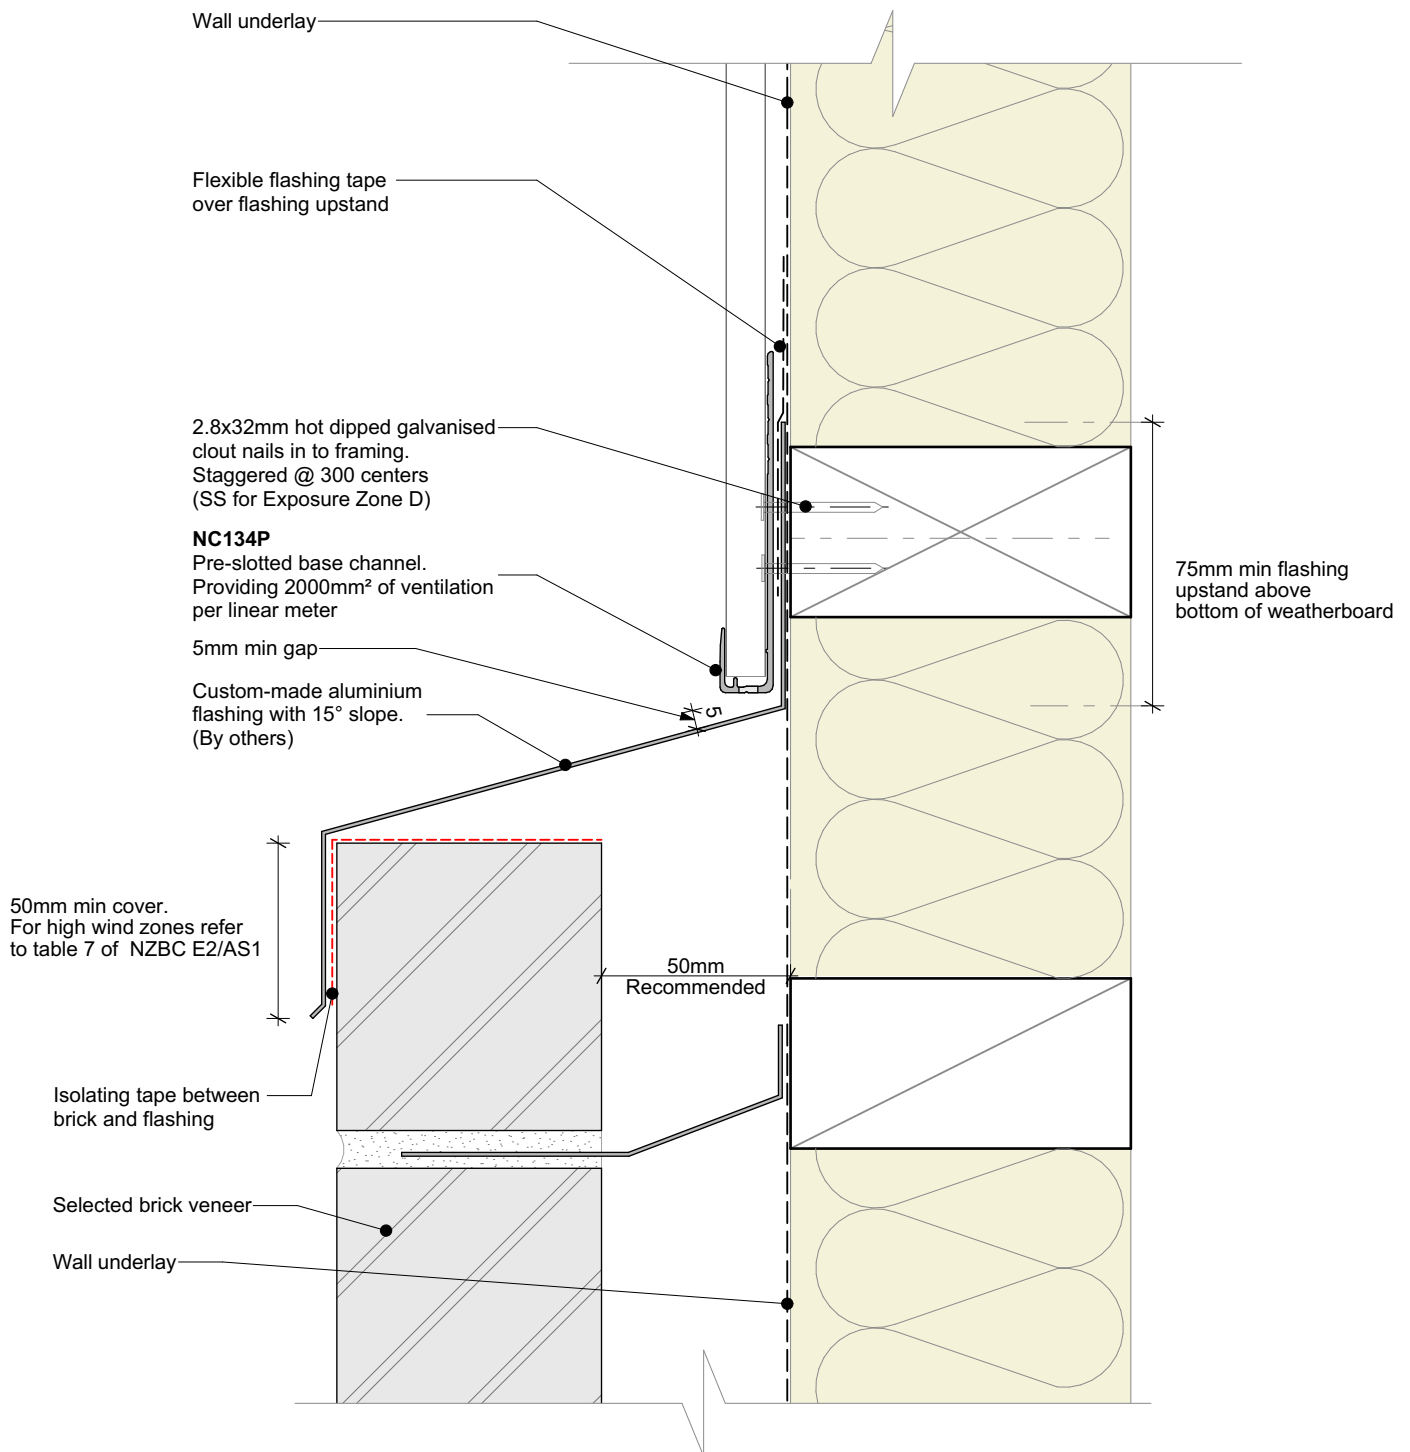 Wall underlay
Flexible flashing tape
over flashing upstand
2.8x32mm hot dipped galvanised
clout nails in to framing.
Staggered @ 300 centers
(SS for Exposure Zone D)
NC134P
Pre-slotted base channel.
Providing 2000mm² of ventilation
per linear meter
75mm min flashing
upstand above
bottom of weatherboard
5mm min gap
5
Custom-made aluminium
flashing with 15° slope.
(By others)
50mm min cover.
For high wind zones refer
to table 7 of  NZBC E2/AS1
50mm
Recommended
Isolating tape between
brick and flashing
Selected brick veneer
Wall underlay